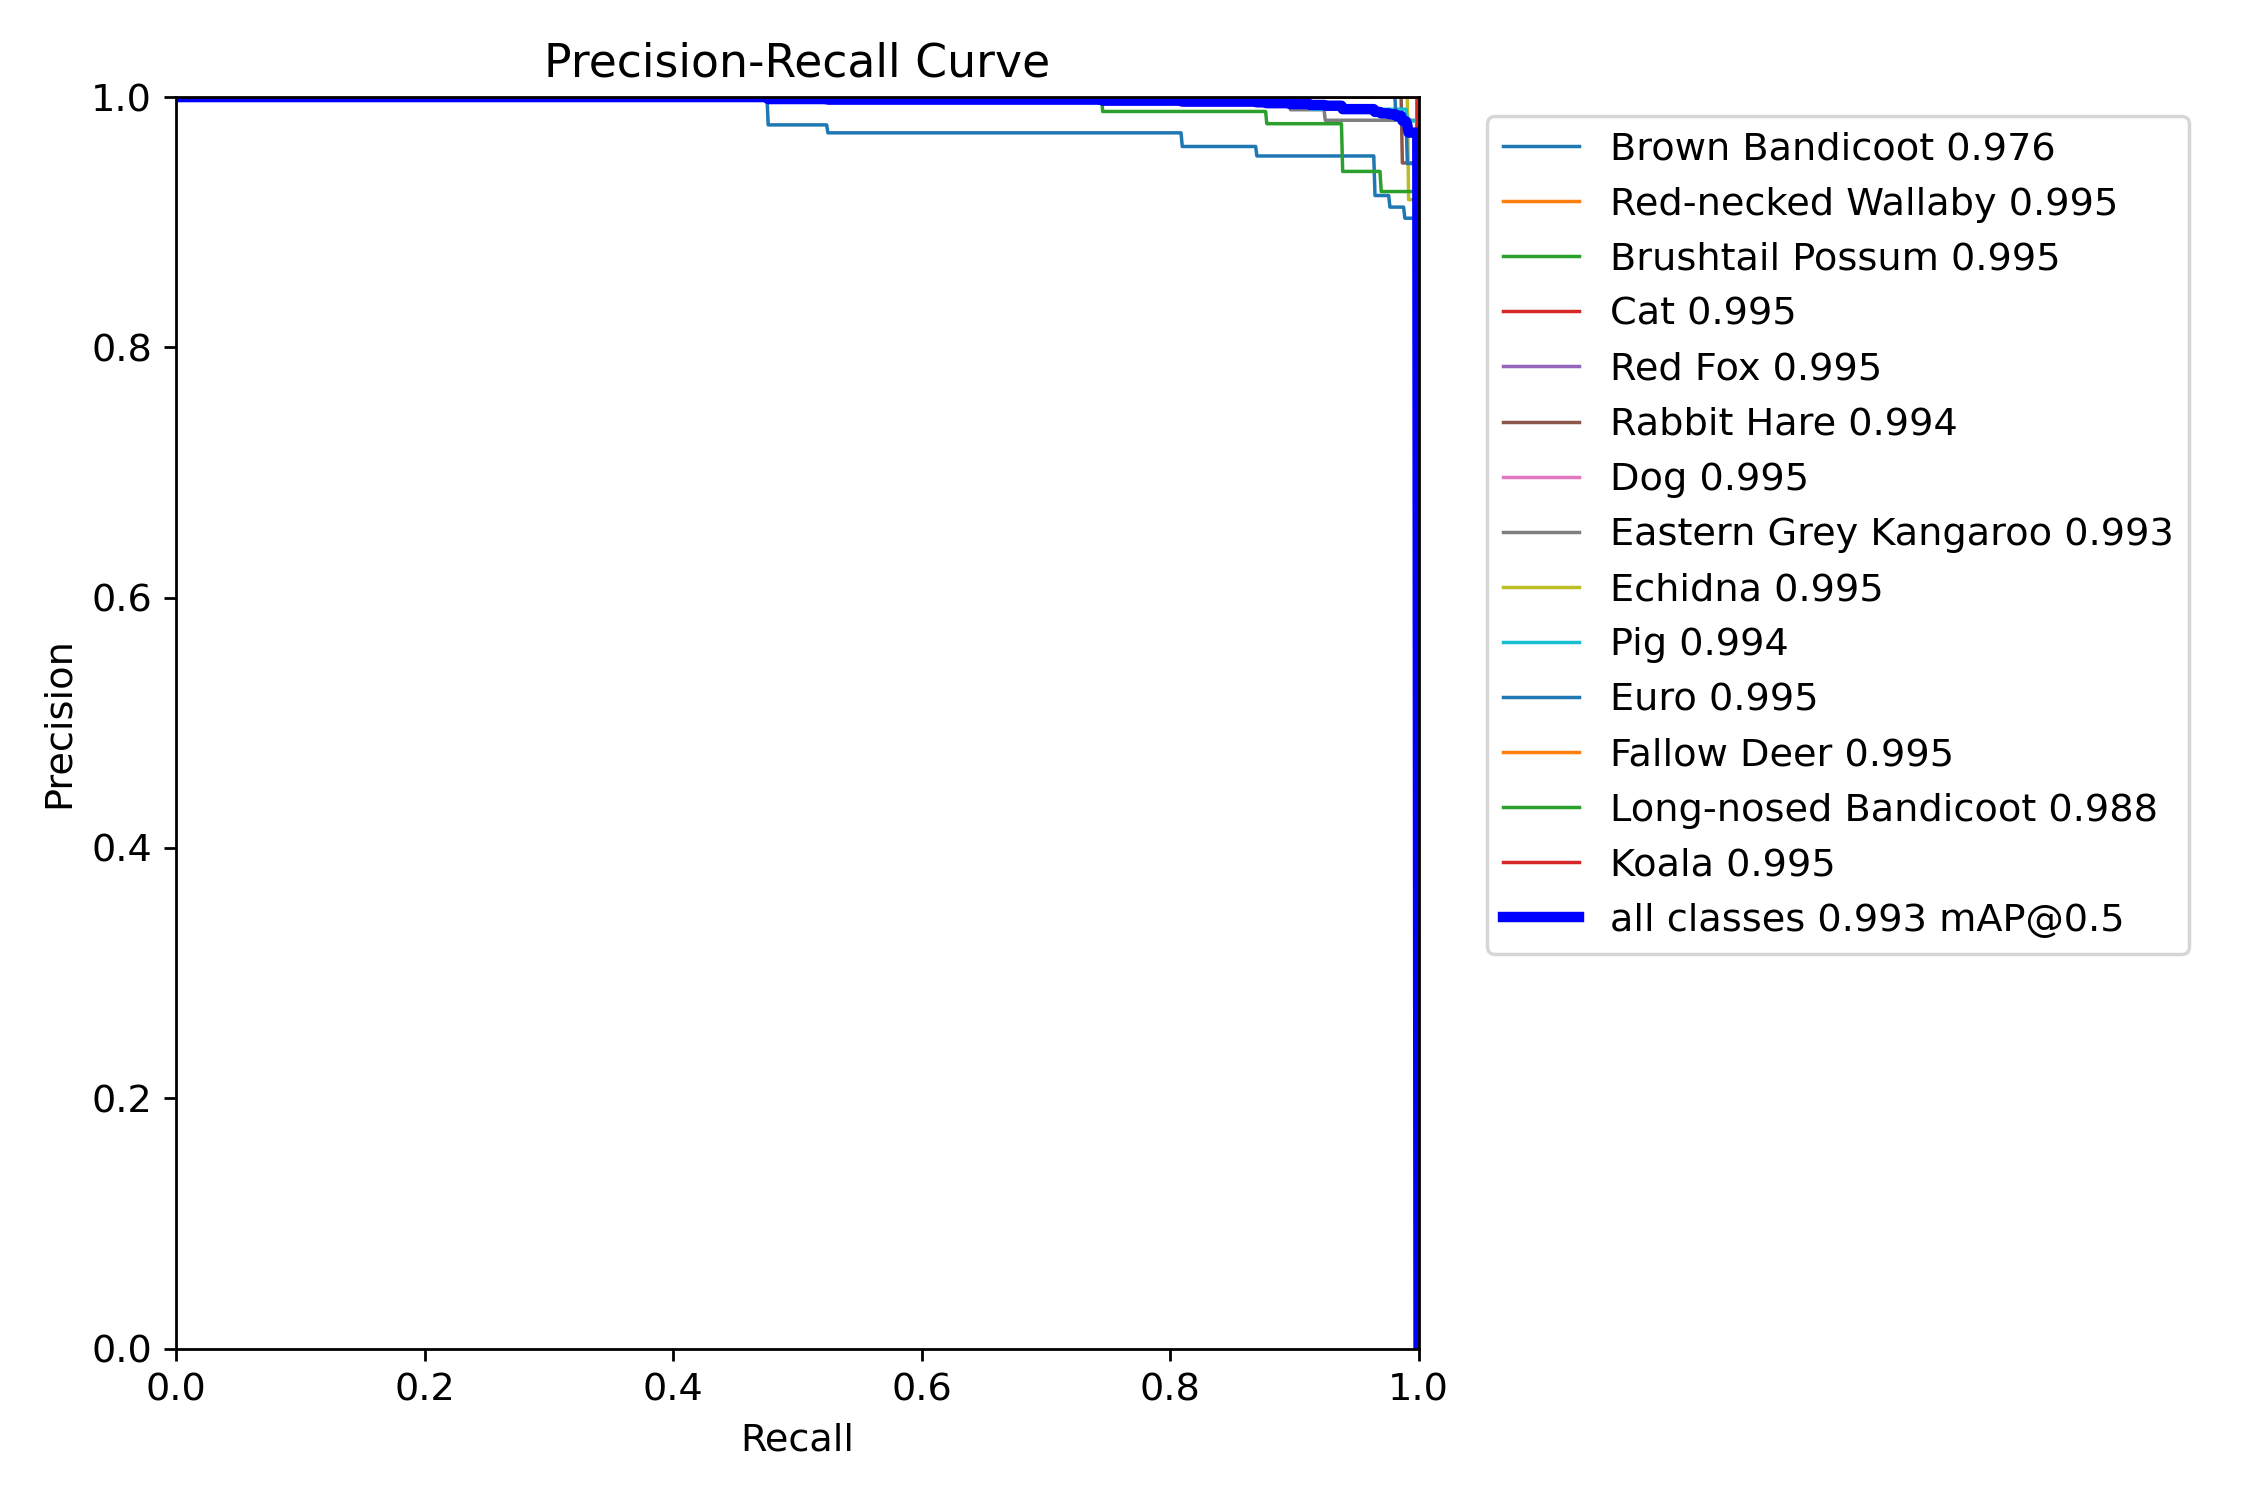 Precision-Recall Curve
1.0
0.8
0.6
0.4
0.2
0.0
Precision
0.0 0.2 0.4 0.6 0.8 1.0
Recall
Brown Bandicoot 0.976
Red-necked Wallaby 0.995
Brushtail Possum 0.995
Cat 0.995
Red Fox 0.995
Rabbit Hare 0.994
Dog 0.995
Eastern Grey Kangaroo 0.993
Echidna 0.995
Pig 0.994
Euro 0.995
Fallow Deer 0.995
Long-nosed Bandicoot 0.988
Koala 0.995
all classes 0.993 mAP@0.5